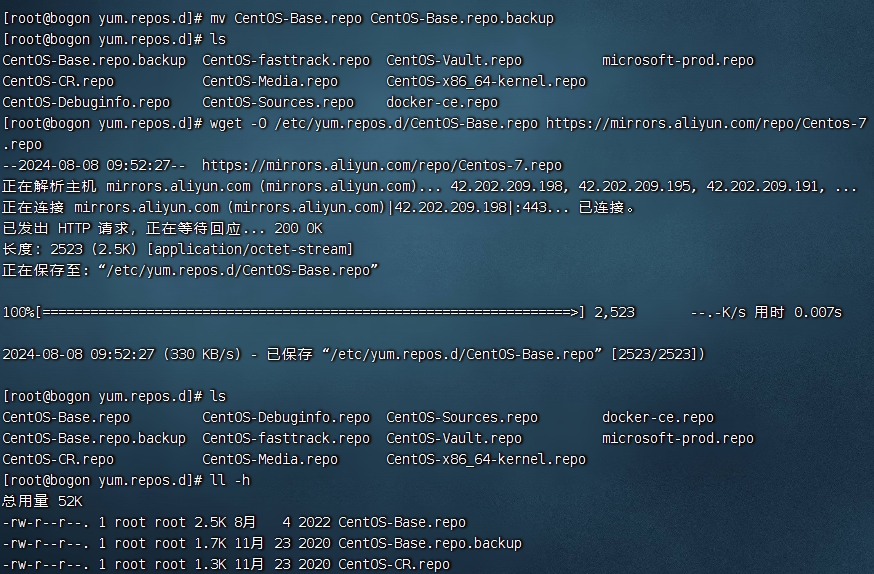 [root@bogon yum.repos.d]# mv CentOS-Base.repo CentOS-Base.repo.backup
[root@bogon yum.repos.d]# ls
CentOS-Base.repo.backup  CentOS-fasttrack.repo  CentOS-Vault.repo          microsoft-prod.repo
CentOS-CR.repo           CentOS-Media.repo      CentOS-x86_64-kernel.repo
CentOS-Debuginfo.repo    CentOS-Sources.repo    docker-ce.repo
[root@bogon yum.repos.d]# wget -O /etc/yum.repos.d/CentOS-Base.repo https://mirrors.aliyun.com/repo/Centos-7
.repo
--2024-08-08 09:52:27--  https://mirrors.aliyun.com/repo/Centos-7.repo
正在解析主机 mirrors.aliyun.com (mirrors.aliyun.com)... 42.202.209.198, 42.202.209.195, 42.202.209.191, ...
正在连接 mirrors.aliyun.com (mirrors.aliyun.com)|42.202.209.198|:443... 已连接。
已发出 HTTP 请求，正在等待回应... 200 OK
长度：2523 (2.5K) [application/octet-stream]
正在保存至: “/etc/yum.repos.d/CentOS-Base.repo”
100%[==================================================================>] 2,523       --.-K/s 用时 0.007s
2024-08-08 09:52:27 (330 KB/s) - 已保存 “/etc/yum.repos.d/CentOS-Base.repo” [2523/2523])
[root@bogon yum.repos.d]# ls
CentOS-Base.repo         CentOS-Debuginfo.repo  CentOS-Sources.repo        docker-ce.repo
CentOS-Base.repo.backup  CentOS-fasttrack.repo  CentOS-Vault.repo          microsoft-prod.repo
CentOS-CR.repo           CentOS-Media.repo      CentOS-x86_64-kernel.repo
[root@bogon yum.repos.d]# ll -h
总用量 52K
-rw-r--r--. 1 root root 2.5K 8月   4 2022 CentOS-Base.repo
-rw-r--r--. 1 root root 1.7K 11月 23 2020 CentOS-Base.repo.backup
-rw-r--r--. 1 root root 1.3K 11月 23 2020 CentOS-CR.repo